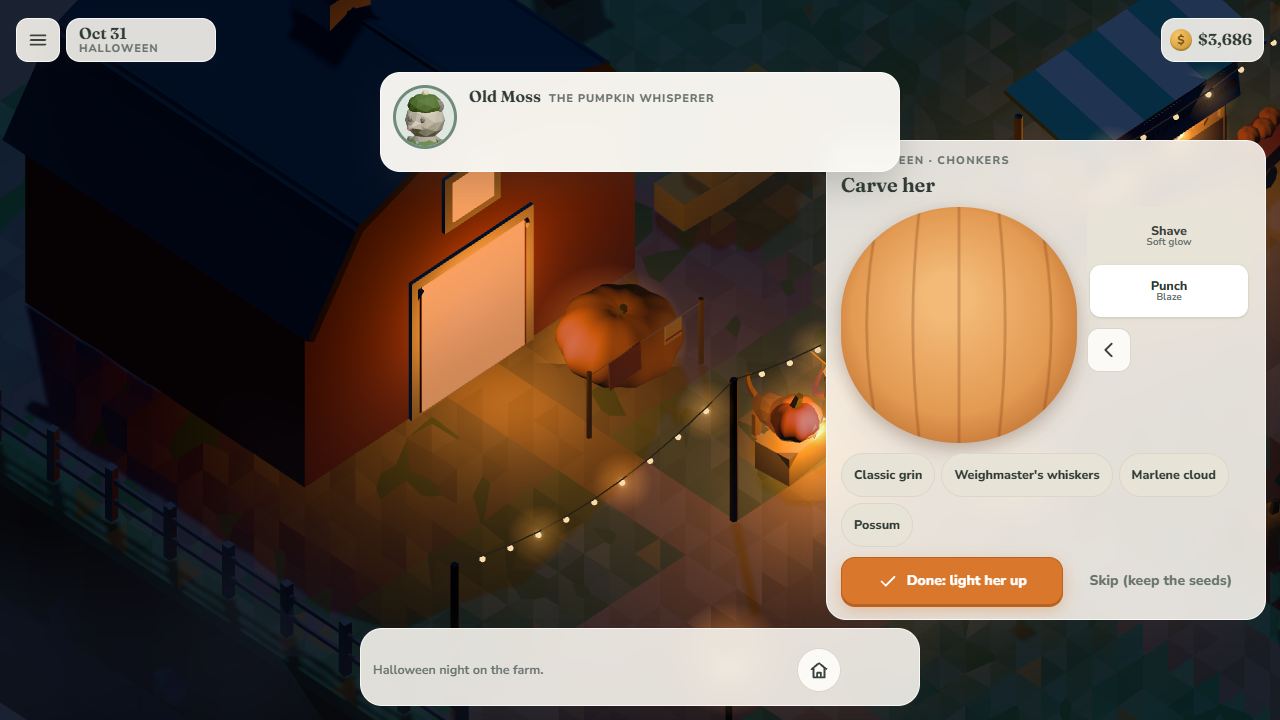 Oct 31
HALLOWEEN
$3,686
Old Moss THE PUMPKIN WHISPERER
EEN · CHONKERS
Carve her
Shave
Soft glow
Punch
Blaze
Classic grin
Weighmaster's whiskers
Marlene cloud
Possum
Done: light her up
Skip (keep the seeds)
Halloween night on the farm.